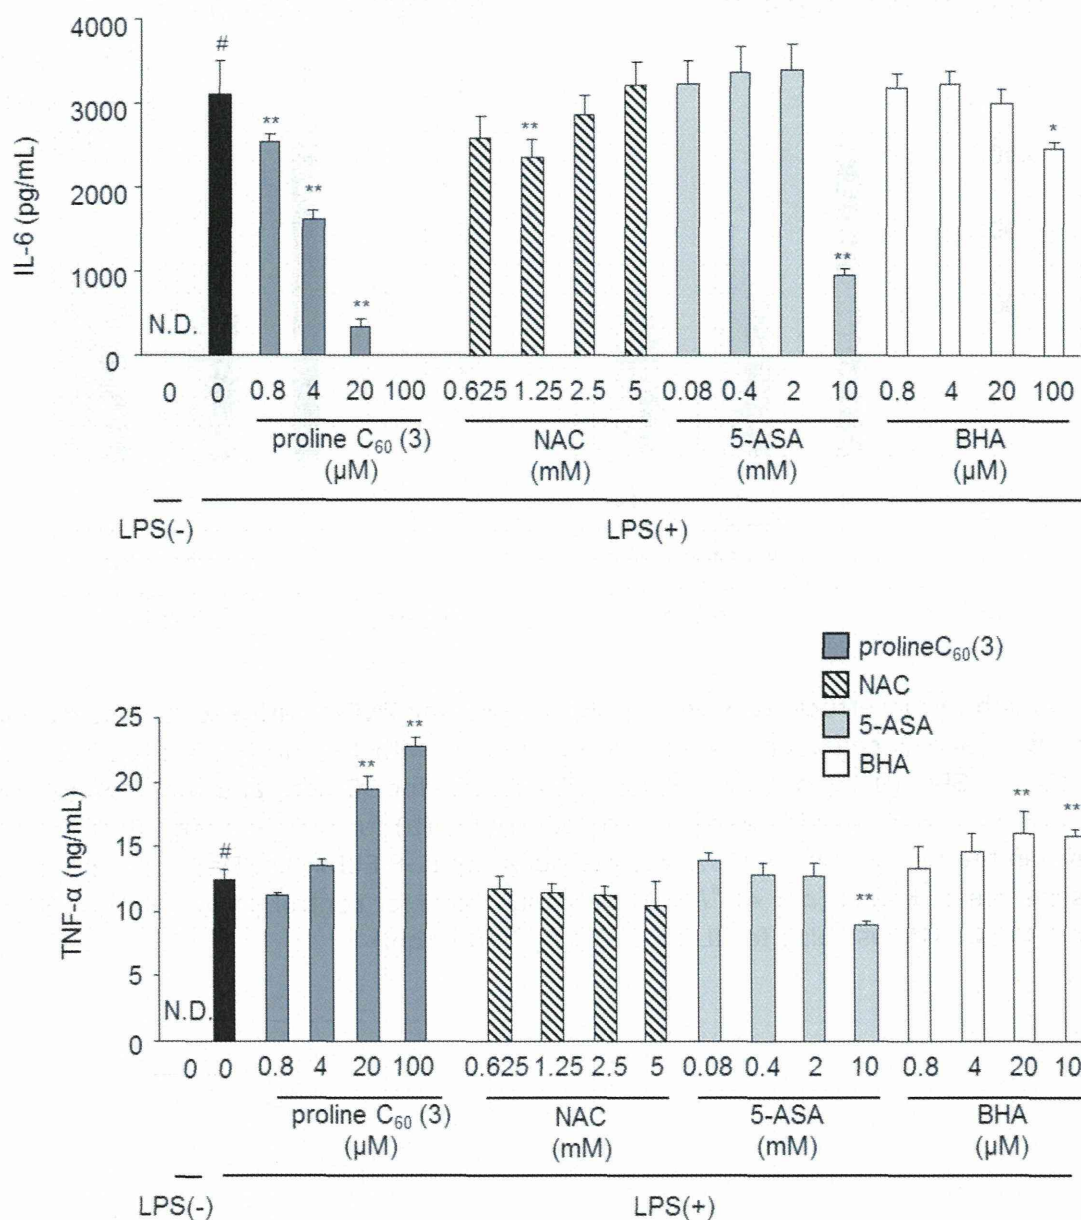 4000
3000
2000
1000
0
IL-6 (pg/mL)
N.D.
#
**
**
**
**
**
*
0 0 0.8 4 20 100 0.625 1.25 2.5 5 0.08 0.4 2 10 0.8 4 20 100
proline C₆₀ (3) NAC 5-ASA BHA
(μM) (mM) (mM) (μM)
LPS(-) LPS(+)
prolineC₆₀(3)
NAC
5-ASA
BHA
25
20
15
10
5
0
TNF-α (ng/mL)
N.D.
#
**
**
**
**
**
0 0 0.8 4 20 100 0.625 1.25 2.5 5 0.08 0.4 2 10 0.8 4 20 10
proline C₆₀ (3) NAC 5-ASA BHA
(μM) (mM) (mM) (μM)
LPS(-) LPS(+)